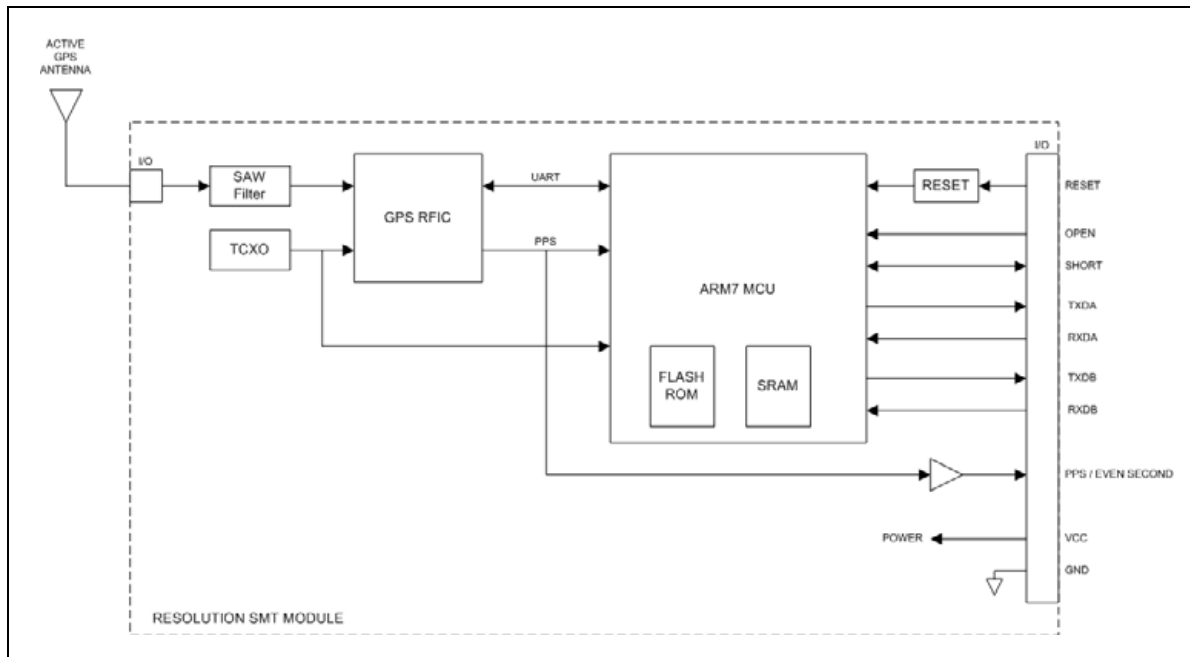 ACTIVE
GPS
ANTENNA
I/O
SAW
Filter
TCXO
GPS RFIC
UART
PPS
ARM7 MCU
FLASH
ROM
SRAM
RESET
I/O
RESET
OPEN
SHORT
TXDA
RXDA
TXDB
RXDB
PPS / EVEN SECOND
POWER
VCC
GND
RESOLUTION SMT MODULE